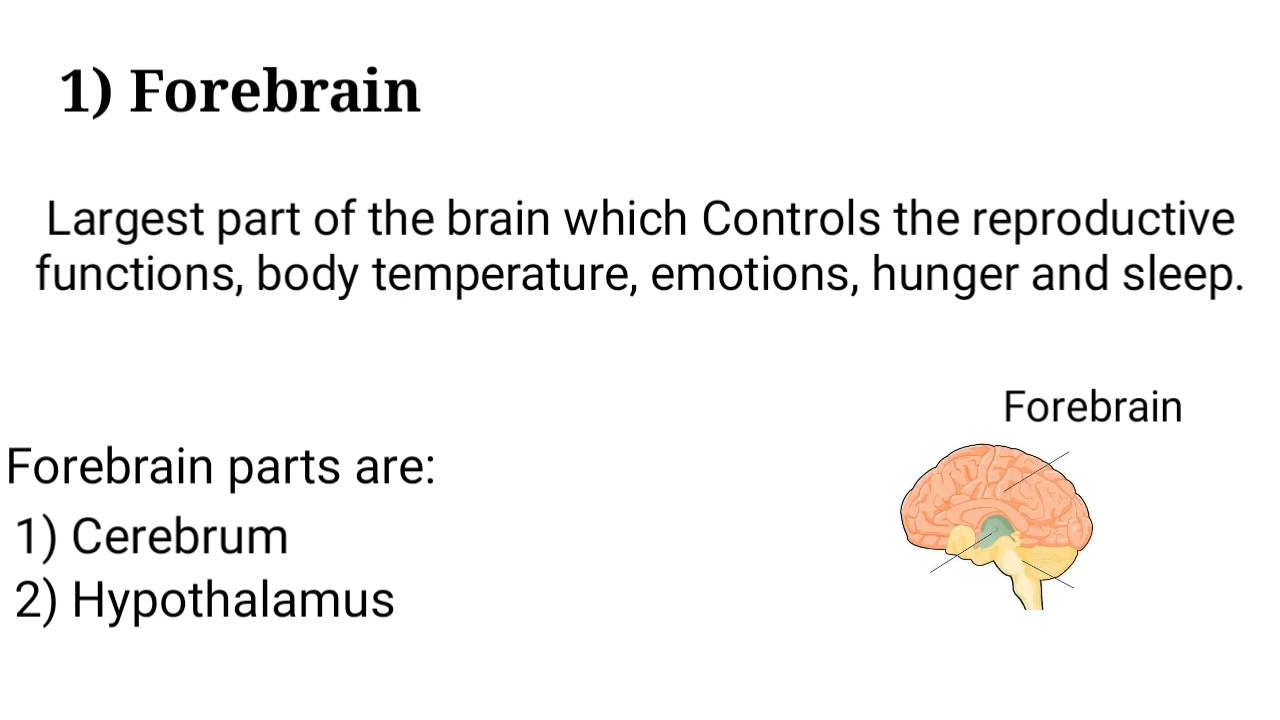 1) Forebrain
Largest part of the brain which Controls the reproductive
functions, body temperature, emotions, hunger and sleep.
Forebrain
Forebrain parts are:
1) Cerebrum
2) Hypothalamus